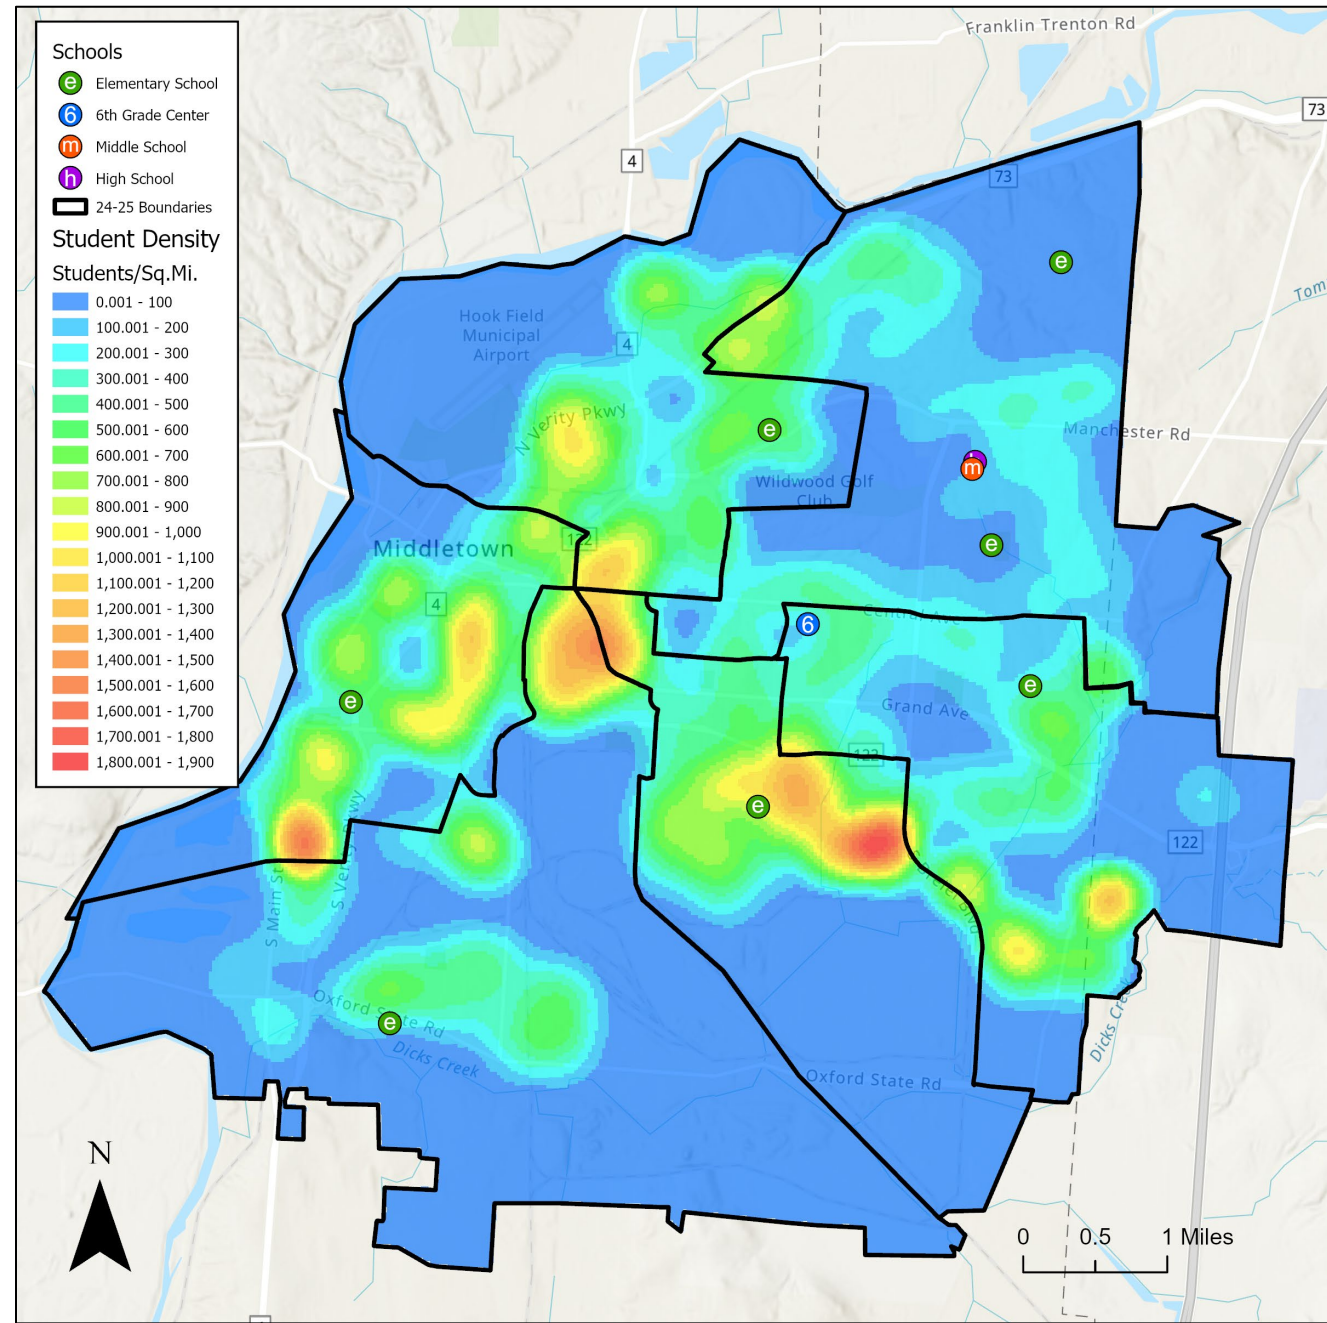 Schools
e Elementary School
6 6th Grade Center
m Middle School
h High School
24-25 Boundaries
Student Density
Students/Sq.Mi.
0.001 - 100
100.001 - 200
200.001 - 300
300.001 - 400
400.001 - 500
500.001 - 600
600.001 - 700
700.001 - 800
800.001 - 900
900.001 - 1,000
1,000.001 - 1,100
1,100.001 - 1,200
1,200.001 - 1,300
1,300.001 - 1,400
1,400.001 - 1,500
1,500.001 - 1,600
1,600.001 - 1,700
1,700.001 - 1,800
1,800.001 - 1,900
Franklin Trenton Rd
73
4
73
e
Tom
Hook Field
Municipal
Airport
4
N Verity Pkwy
e
Manchester Rd
m
Wildwood Golf
Club
122
Middletown
e
4
Central Ave
6
e
e
Grand Ave
122
e
S Verity Pkwy
122
S Main St
Blvd
Oxford State Rd
e
Dicks Creek
Dicks Creek
Oxford State Rd
N
0 0.5 1 Miles